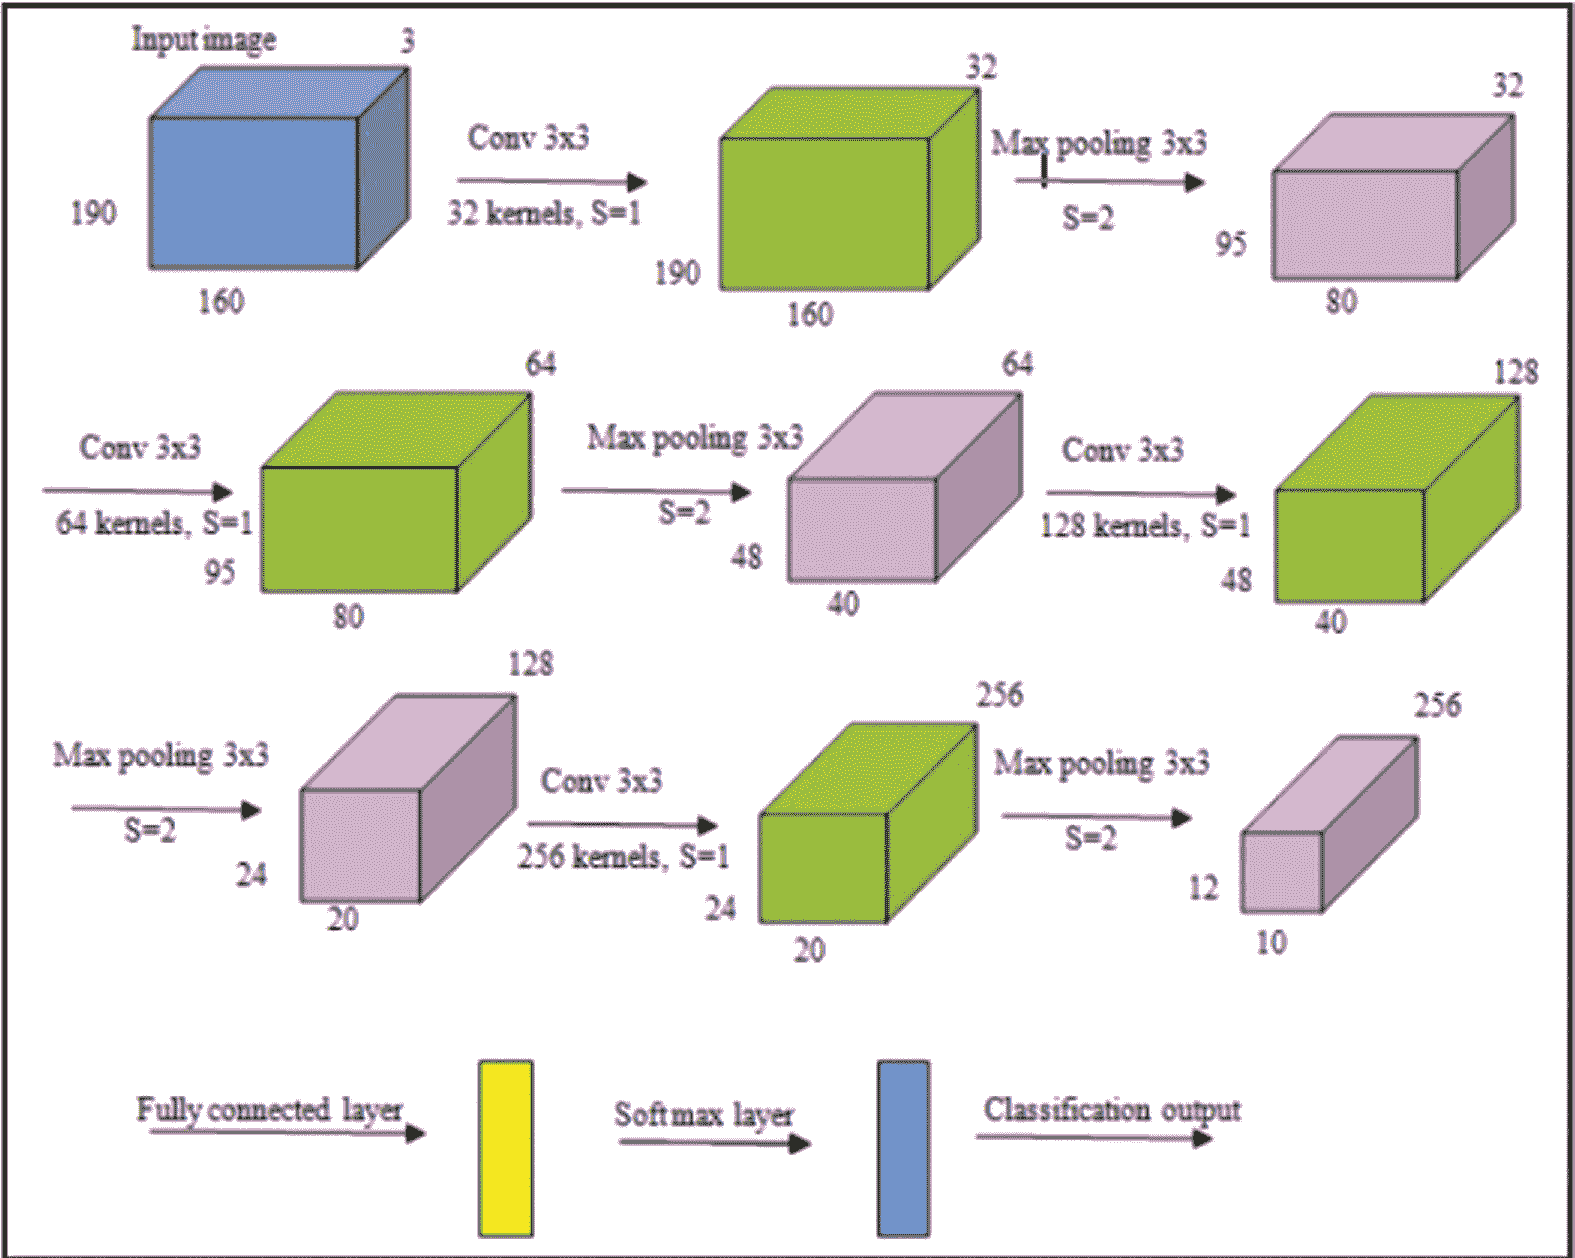 Input image
3
190
160
Conv 3x3
32 kernels, S=1
32
190
160
Max pooling 3x3
S=2
32
95
80
Conv 3x3
64 kernels, S=1
64
95
80
Max pooling 3x3
S=2
64
48
40
Conv 3x3
128 kernels, S=1
128
48
40
Max pooling 3x3
S=2
128
24
20
Conv 3x3
256 kernels, S=1
256
24
20
Max pooling 3x3
S=2
256
12
10
Fully connected layer
Softmax layer
Classification output